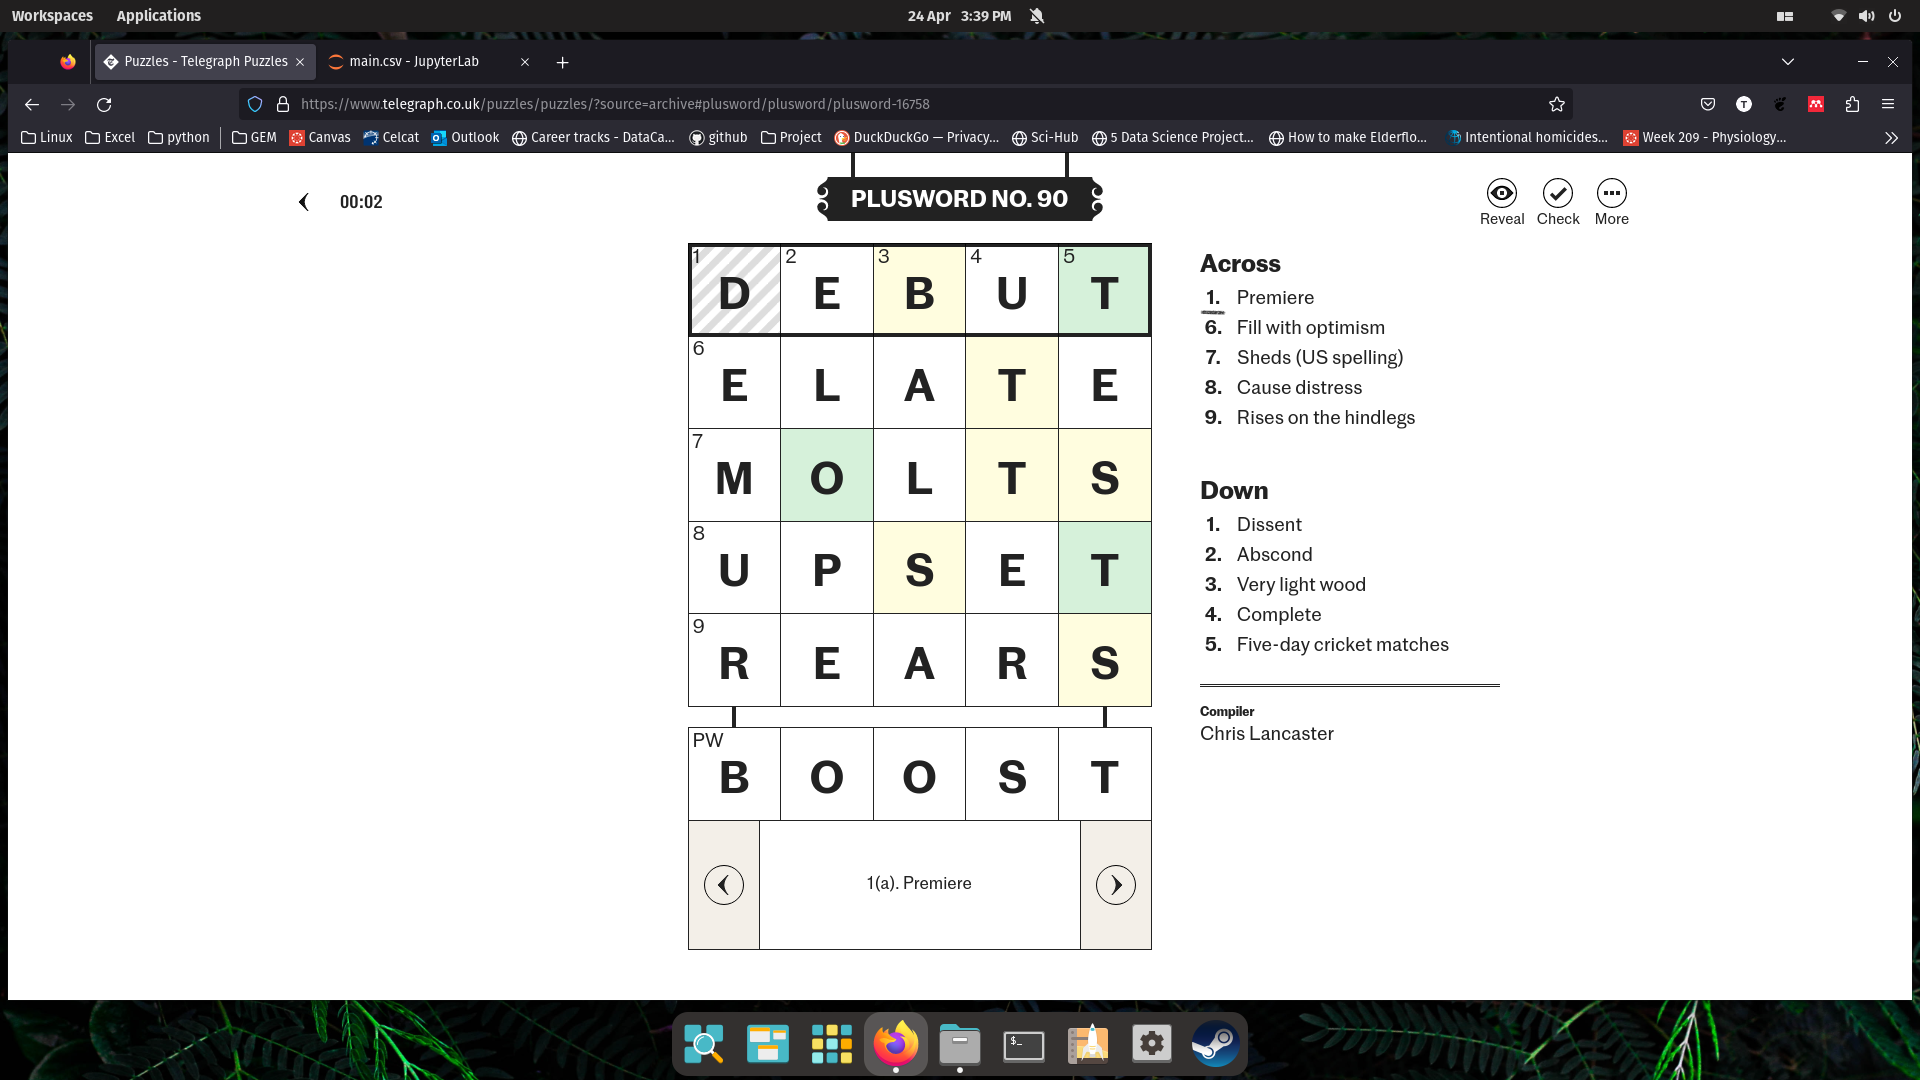 Workspaces Applications 24 Apr 3:39 PM
Puzzles - Telegraph Puzzles main.csv - JupyterLab
https://www.telegraph.co.uk/puzzles/puzzles/?source=archive#plusword/plusword/plusword-16758
Linux Excel python GEM Canvas Celcat Outlook Career tracks - DataCa... github Project DuckDuckGo — Privacy... Sci-Hub 5 Data Science Project... How to make Elderflo... Intentional homicides... Week 209 - Physiology...
00:02
PLUSWORD NO. 90
Reveal Check More
1 D 2 E 3 B 4 U 5 T
6 E L A T E
7 M O L T S
8 U P S E T
9 R E A R S
PW B O O S T
1(a). Premiere
Across
1. Premiere
6. Fill with optimism
7. Sheds (US spelling)
8. Cause distress
9. Rises on the hindlegs
Down
1. Dissent
2. Abscond
3. Very light wood
4. Complete
5. Five-day cricket matches
Compiler
Chris Lancaster